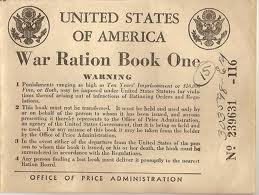 UNITED STATES
OF AMERICA
War Ration Book One
WARNING
1 Punishments ranging as high as Ten Years' Imprisonment or $10,000
Fine, or Both, may be imposed under United States Statutes for vio-
lations thereof arising out of infractions of Rationing Orders and Regu-
lations.
2 This book must not be transferred. It must be held and used only by
or on behalf of the person to whom it has been issued, and anyone
presenting it thereby represents to the Office of Price Administration,
an agency of the United States Government, that it is being so held and
so used. For any misuse of this book it may be taken from the holder
by the Office of Price Administration.
3 In the event either of the departure from the United States of the per-
son to whom this book is issued, or his or her death, the book must be
surrendered in accordance with the Regulations.
4 Any person finding a lost book must deliver it promptly to the nearest
Ration Board.
OFFICE OF PRICE ADMINISTRATION
No 239631 -116